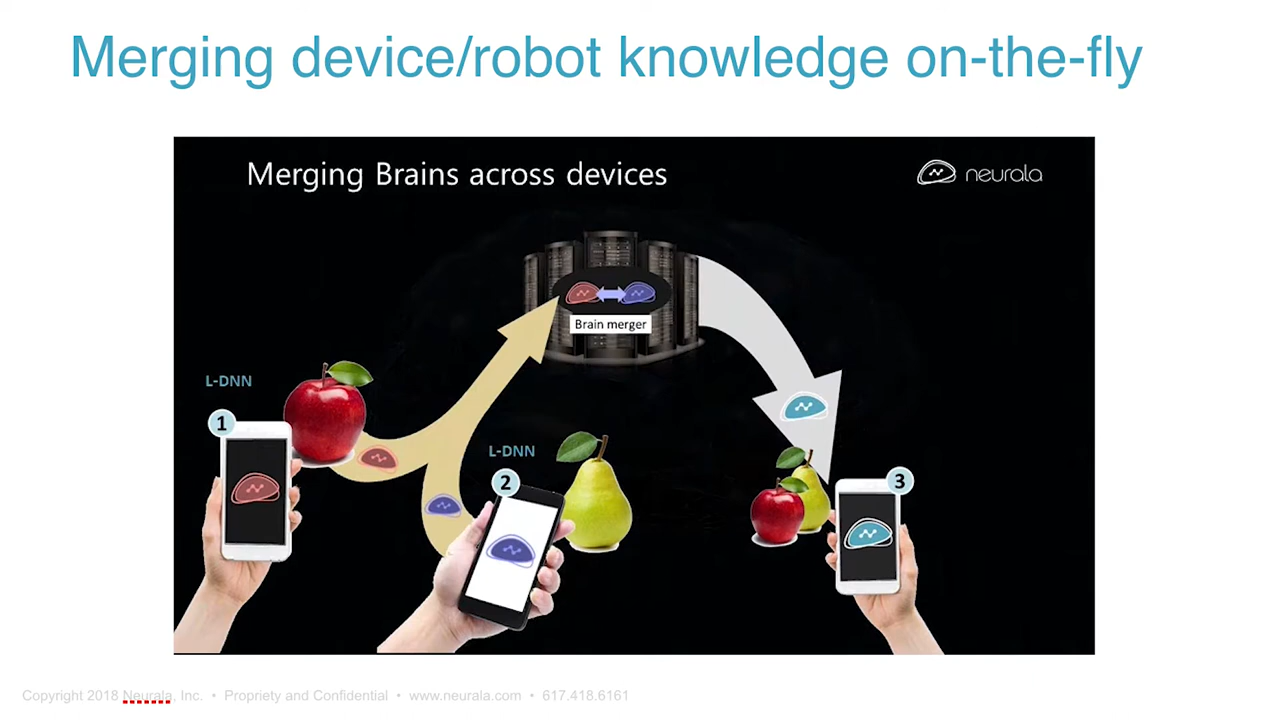 Merging device/robot knowledge on-the-fly
Merging Brains across devices
neurala
Brain merger
L-DNN
1
L-DNN
2
3
Copyright 2018 Neurala, Inc. • Propriety and Confidential • www.neurala.com • 617.418.6161